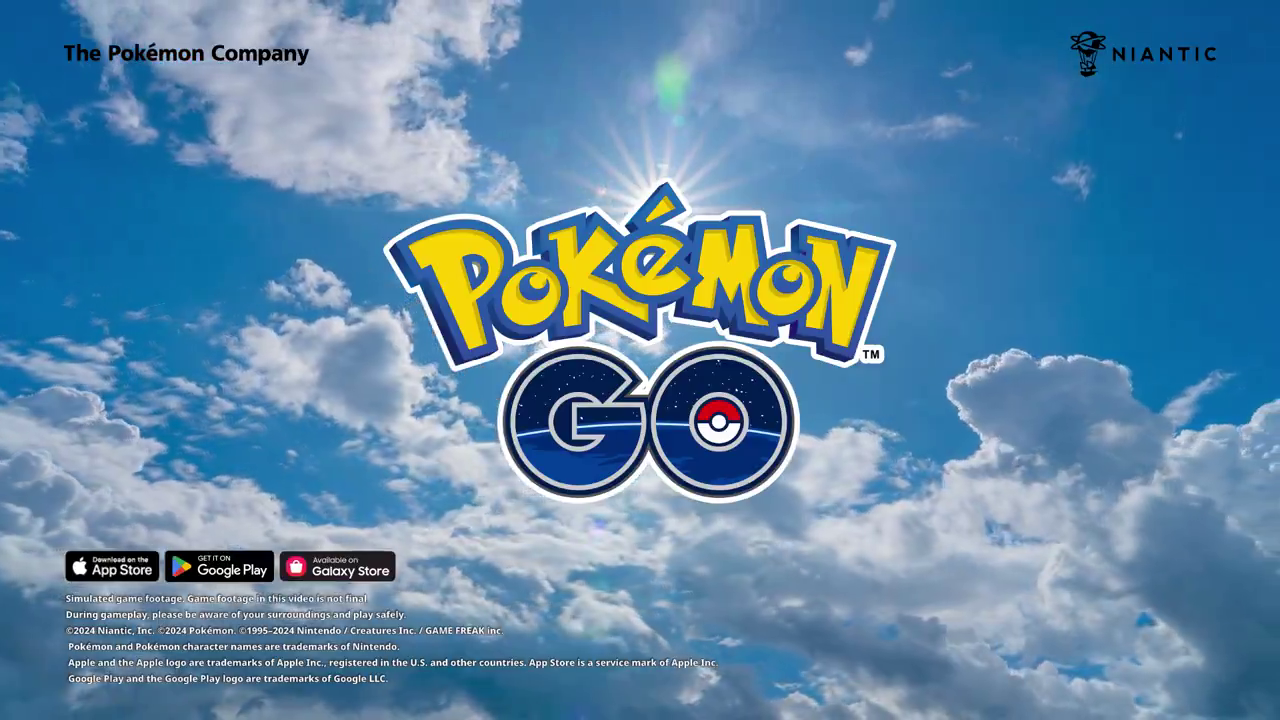 The Pokémon Company
NIANTIC
POKéMON
TM
GO
Download on the
App Store
GET IT ON
Google Play
Available on
Galaxy Store
Simulated game footage. Game footage in this video is not final.
During gameplay, please be aware of your surroundings and play safely.
©2024 Niantic, Inc. ©2024 Pokémon. ©1995–2024 Nintendo / Creatures Inc. / GAME FREAK inc.
Pokémon and Pokémon character names are trademarks of Nintendo.
Apple and the Apple logo are trademarks of Apple Inc., registered in the U.S. and other countries. App Store is a service mark of Apple Inc.
Google Play and the Google Play logo are trademarks of Google LLC.